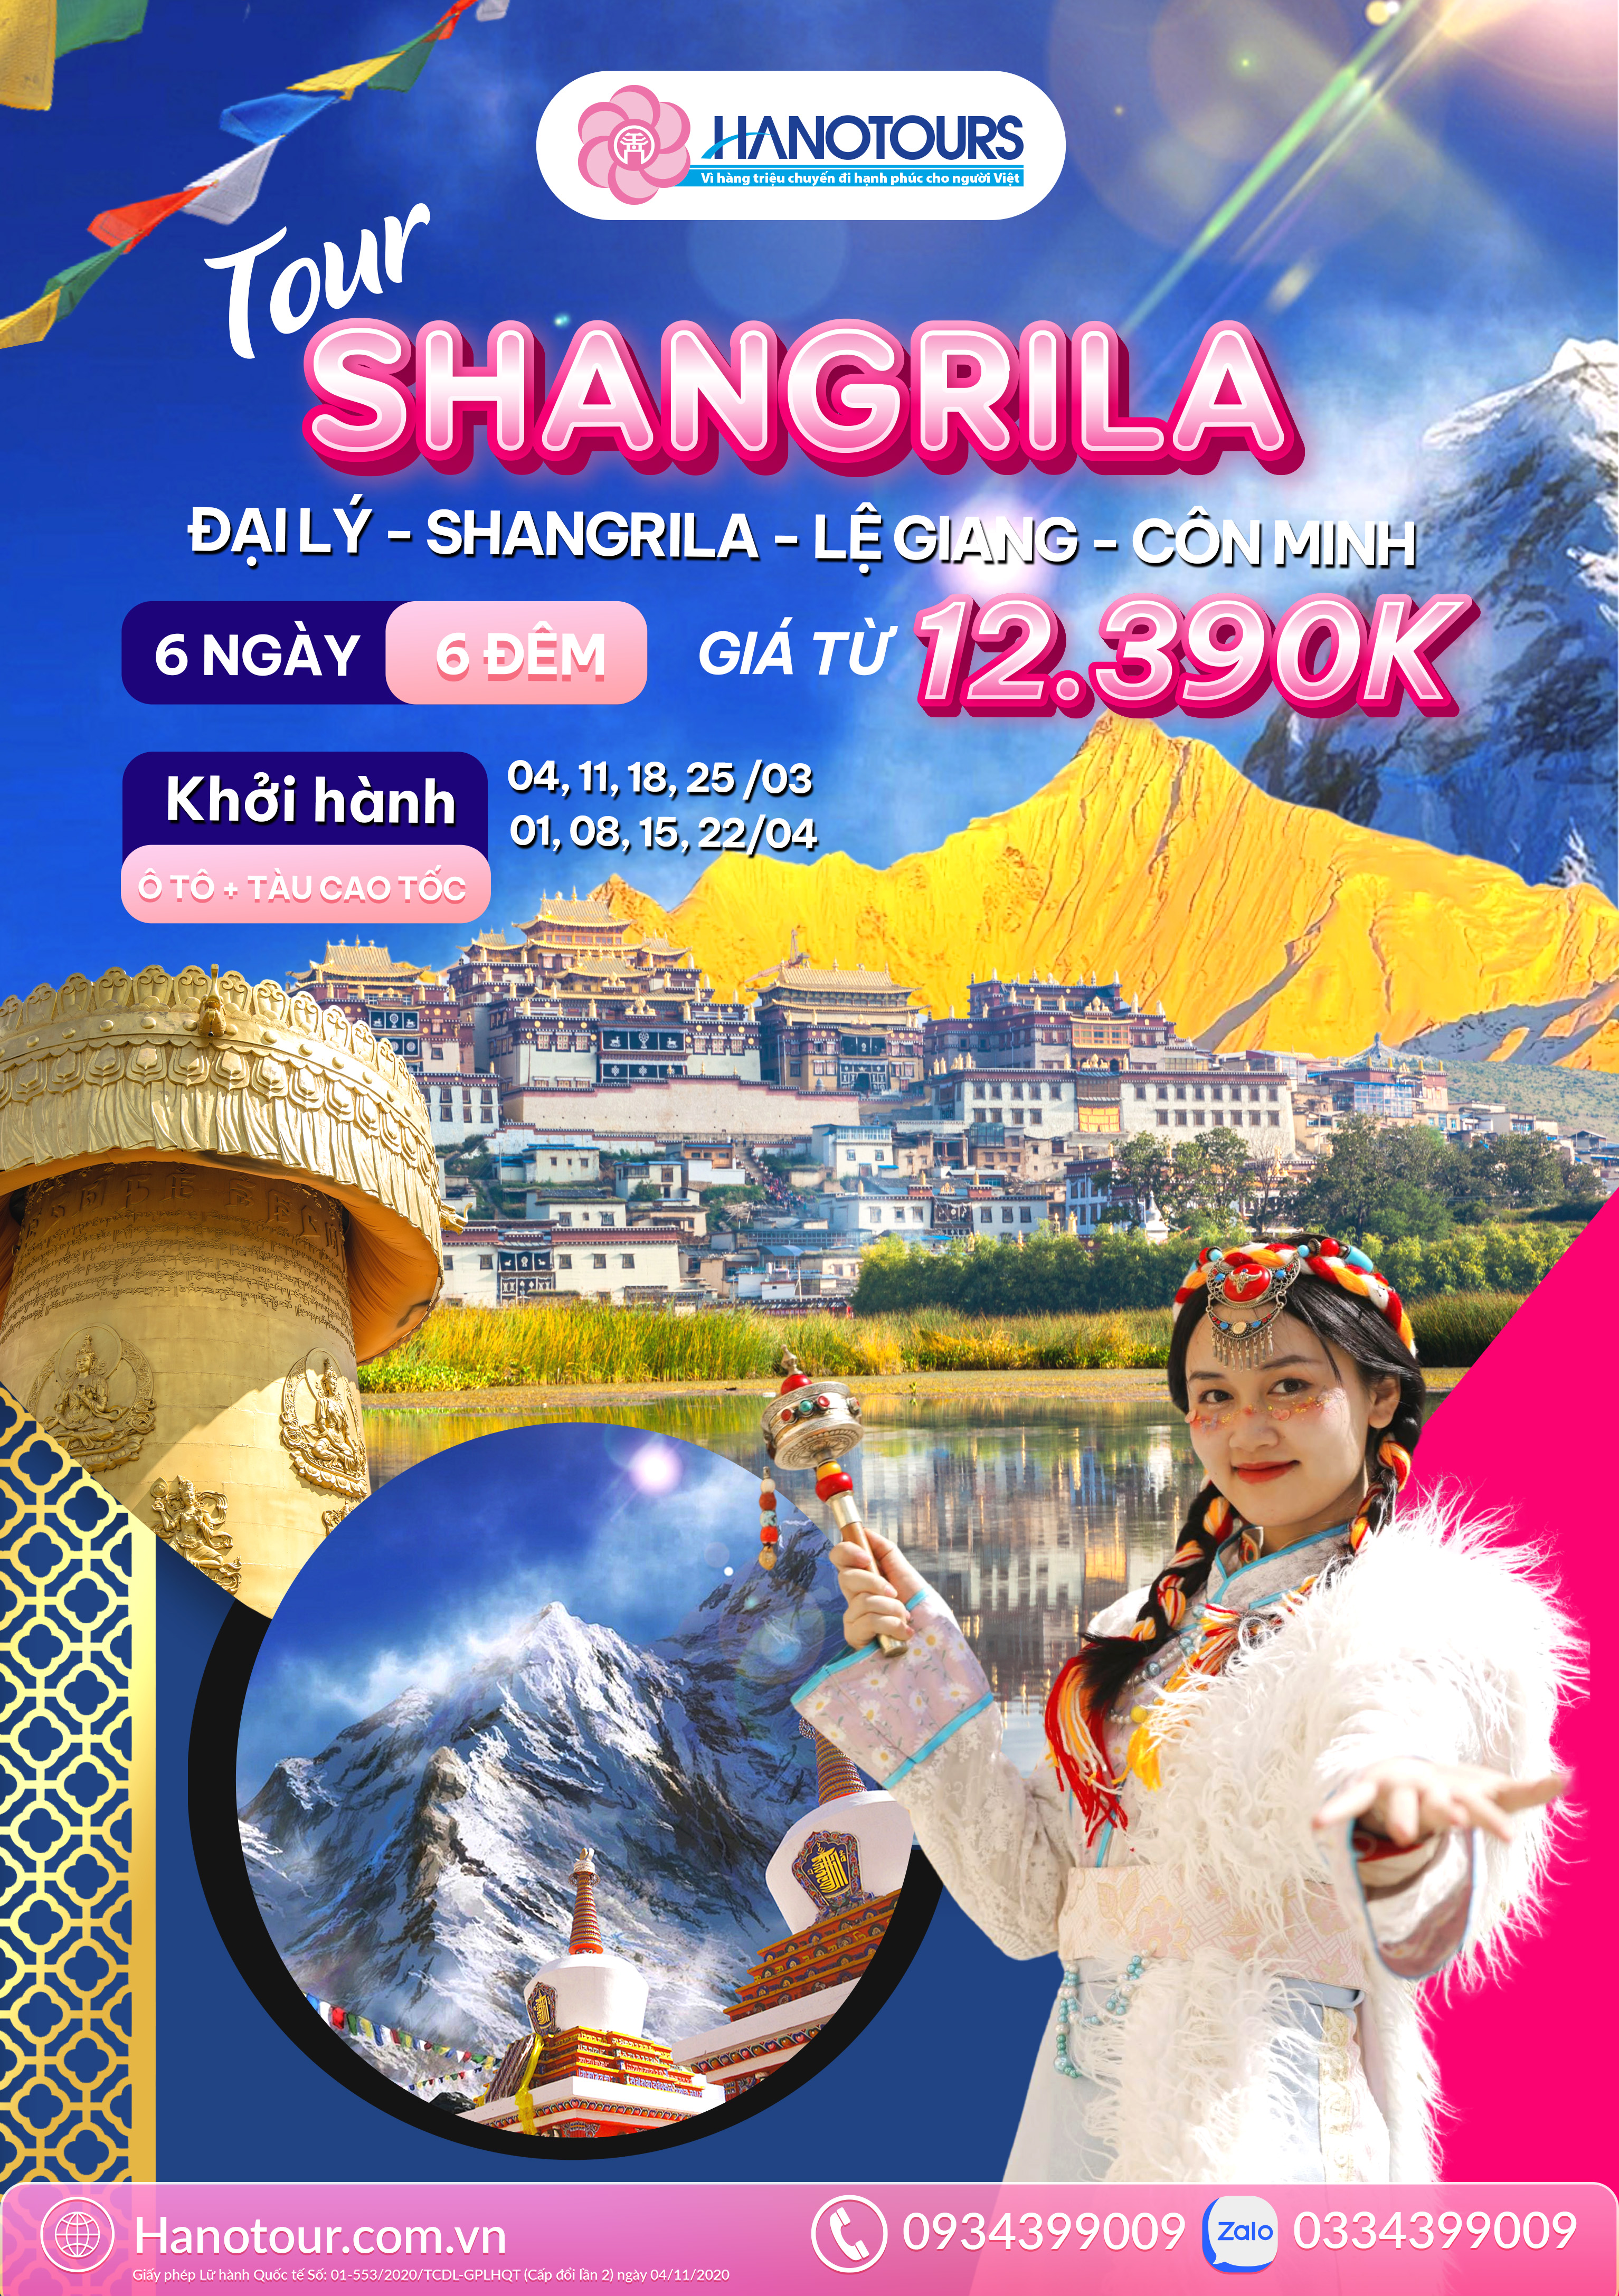 HANOTOURS
Vì hàng triệu chuyến đi hạnh phúc cho người Việt
Tour
SHANGRILA
ĐẠI LÝ - SHANGRILA - LỆ GIANG - CÔN MINH
6 NGÀY 6 ĐÊM GIÁ TỪ 12.390K
Khởi hành 04, 11, 18, 25 /03
01, 08, 15, 22/04
Ô TÔ + TÀU CAO TỐC
Hanotour.com.vn 0934399009 Zalo 0334399009
Giấy phép Lữ hành Quốc tế Số: 01-553/2020/TCDL-GPLHQT (Cấp đổi lần 2) ngày 04/11/2020